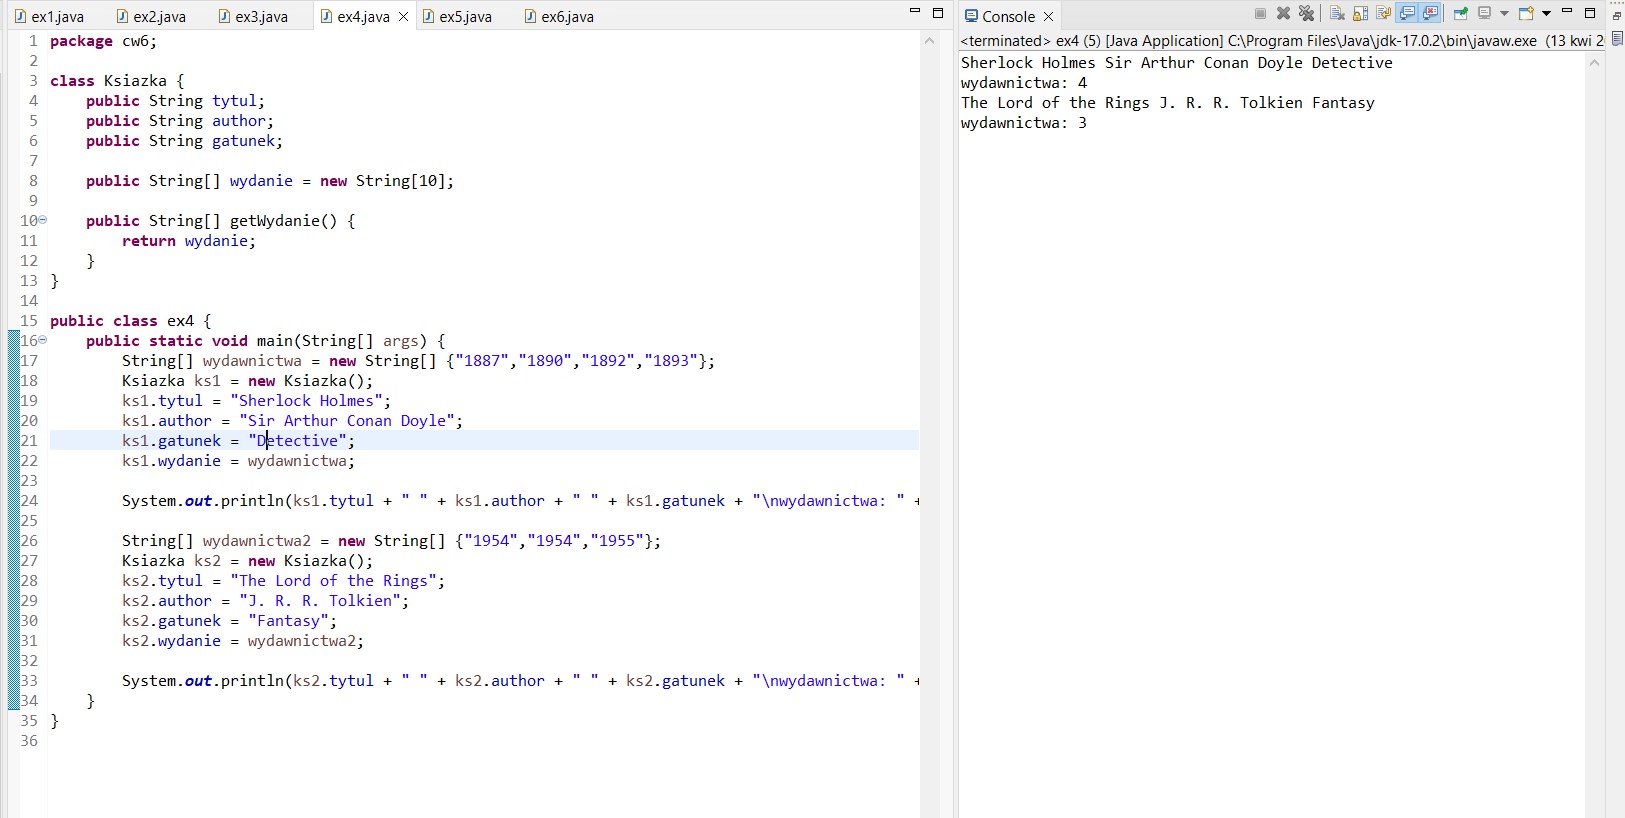 ex1.java ex2.java ex3.java ex4.java ex5.java ex6.java
1 package cw6;
2
3 class Ksiazka {
4 public String tytul;
5 public String author;
6 public String gatunek;
7
8 public String[] wydanie = new String[10];
9
10 public String[] getWydanie() {
11 return wydanie;
12 }
13 }
14
15 public class ex4 {
16 public static void main(String[] args) {
17 String[] wydawnictwa = new String[] {"1887","1890","1892","1893"};
18 Ksiazka ks1 = new Ksiazka();
19 ks1.tytul = "Sherlock Holmes";
20 ks1.author = "Sir Arthur Conan Doyle";
21 ks1.gatunek = "Detective";
22 ks1.wydanie = wydawnictwa;
23
24 System.out.println(ks1.tytul + " " + ks1.author + " " + ks1.gatunek + "\nwydawnictwa: " +
25
26 String[] wydawnictwa2 = new String[] {"1954","1954","1955"};
27 Ksiazka ks2 = new Ksiazka();
28 ks2.tytul = "The Lord of the Rings";
29 ks2.author = "J. R. R. Tolkien";
30 ks2.gatunek = "Fantasy";
31 ks2.wydanie = wydawnictwa2;
32
33 System.out.println(ks2.tytul + " " + ks2.author + " " + ks2.gatunek + "\nwydawnictwa: " +
34 }
35 }
36
Console
<terminated> ex4 (5) [Java Application] C:\Program Files\Java\jdk-17.0.2\bin\javaw.exe (13 kwi 2
Sherlock Holmes Sir Arthur Conan Doyle Detective
wydawnictwa: 4
The Lord of the Rings J. R. R. Tolkien Fantasy
wydawnictwa: 3